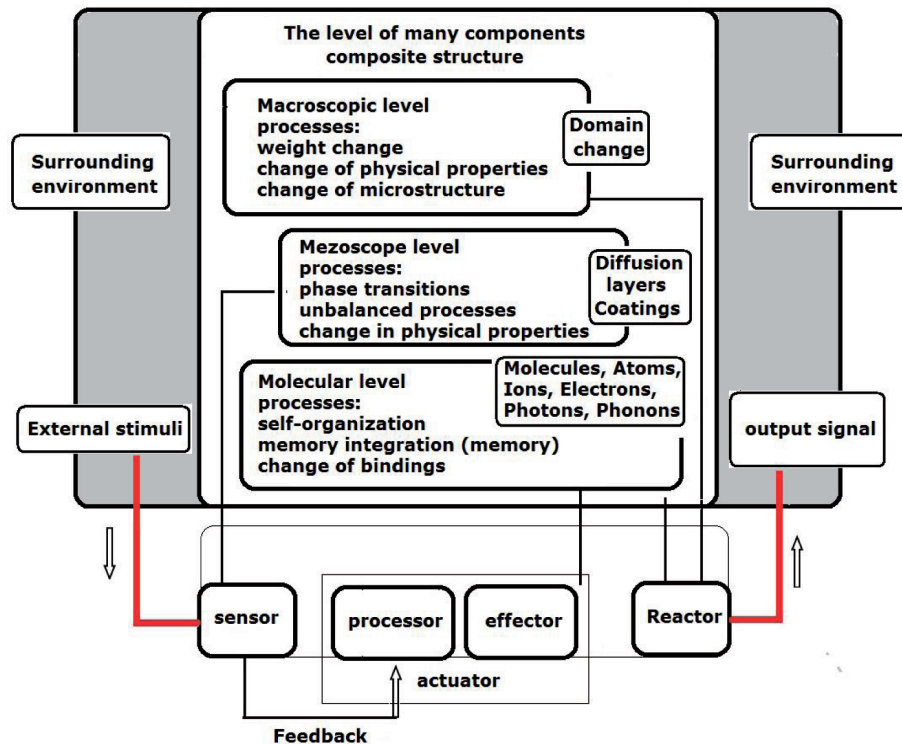 The level of many components
composite structure
Macroscopic level
processes:
weight change
change of physical properties
change of microstructure
Domain
change
Surrounding
environment
Surrounding
environment
Mezoscope level
processes:
phase transitions
unbalanced processes
change in physical properties
Diffusion
layers
Coatings
Molecular level
processes:
self-organization
memory integration (memory)
change of bindings
Molecules, Atoms,
Ions, Electrons,
Photons, Phonons
External stimuli
output signal
sensor
processor
effector
Reactor
actuator
Feedback